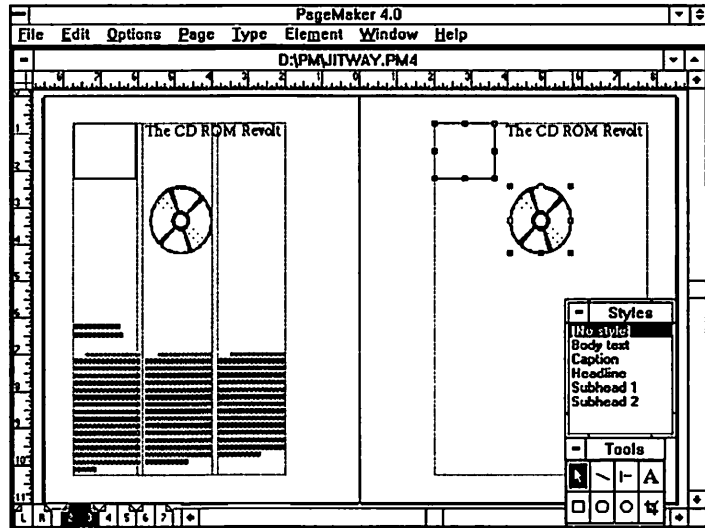 PageMaker 4.0
File Edit Options Page Type Element Window Help
D:\PM\JITWAY.PM4
The CD ROM Revolt
The CD ROM Revolt
Styles
[No style]
Body text
Caption
Headline
Subhead 1
Subhead 2
Tools
A
L R 2 3 4 5 6 7